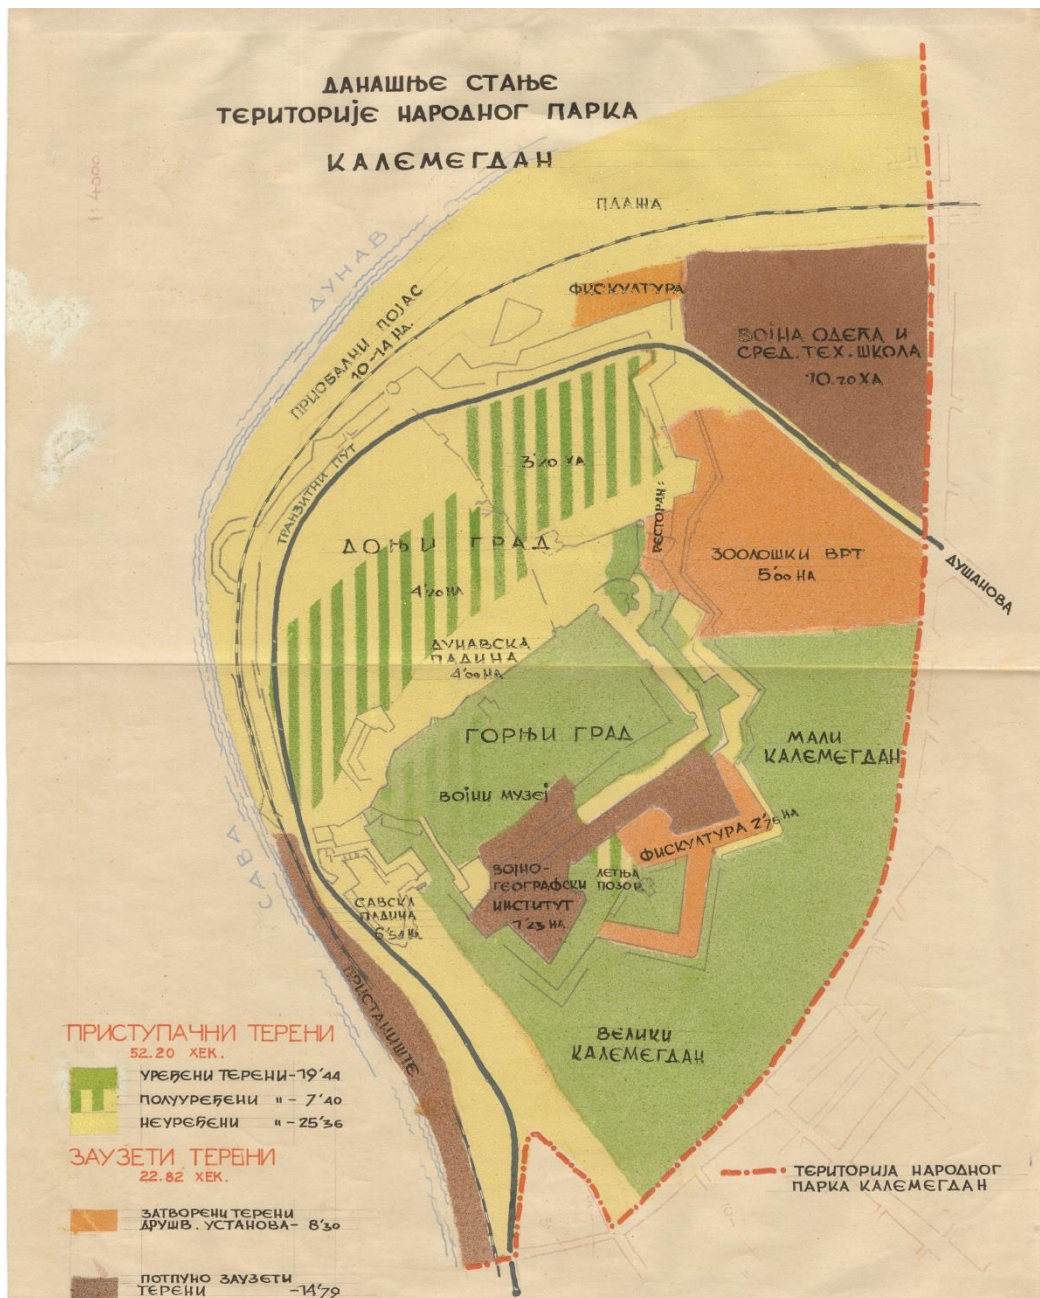 ДАНАШЊЕ СТАЊЕ
ТЕРИТОРИЈЕ НАРОДНОГ ПАРКА
КАЛЕМЕГДАН
1:4000
ПЛАЖА
ДУНАВ
ФИСКУЛТУРА
ПРИОБАЛНИ ПОЈАС
10-14 НА.
ВОЈНА ОДЕЋА И
СРЕД. ТЕХ. ШКОЛА
10.20 ХА
ТРАНЗИТНИ ПУТ
3'20 ХА
РЕСТОРАН
ДОЊИ ГРАД
ЗООЛОШКИ ВРТ
5'00 НА
ДУШАНОВА
4'20 НА
ДУНАВСКА
ПАДИНА
4'00 НА
ГОРЊИ ГРАД
МАЛИ
КАЛЕМЕГДАН
ВОЈНИ МУЗЕЈ
ФИСКУЛТУРА 2'75 НА
САВА
ВОЈНО-
ГЕОГРАФСКИ
ИНСТИТУТ
1'23 НА
ЛЕТЊА
ПОЗОР.
САВСКА
ПАДИНА
6'50 НА
ПРИСТАНИШТЕ
ВЕЛИКИ
КАЛЕМЕГДАН
ПРИСТУПАЧНИ ТЕРЕНИ
52.20 ХЕК.
УРЕЂЕНИ ТЕРЕНИ-19'44
ПОЛУУРЕЂЕНИ " - 7'40
НЕУРЕЂЕНИ " - 25'36
ЗАУЗЕТИ ТЕРЕНИ
22.82 ХЕК.
ЗАТВОРЕНИ ТЕРЕНИ
ДРУШВ. УСТАНОВА- 8'30
ПОТПУНО ЗАУЗЕТИ
ТЕРЕНИ -14'79
ТЕРИТОРИЈА НАРОДНОГ
ПАРКА КАЛЕМЕГДАН